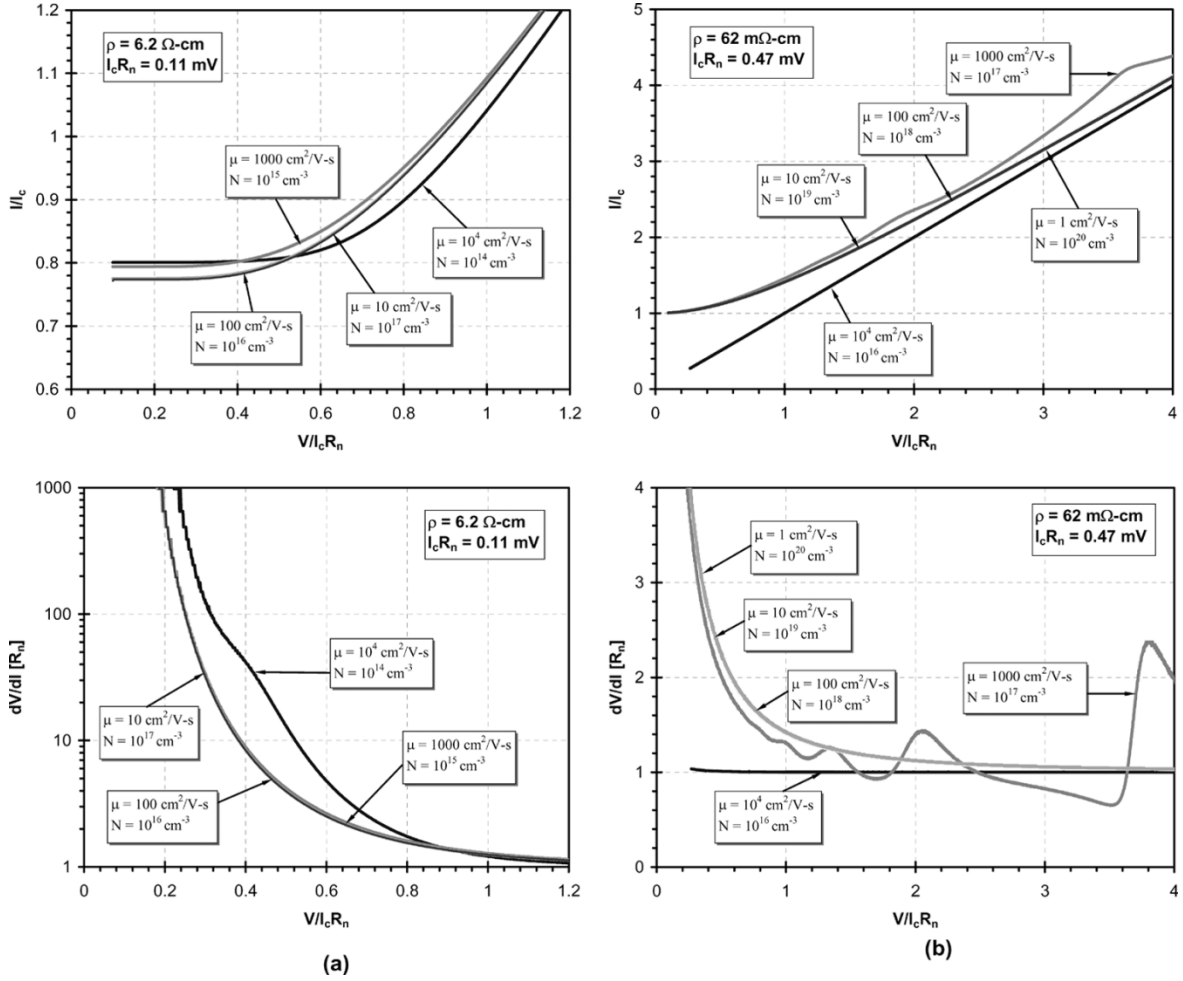 1.2
1.1
1
0.9
0.8
0.7
0.6
I/Ic
ρ = 6.2 Ω-cm
IcRn = 0.11 mV
μ = 1000 cm²/V-s
N = 10¹⁵ cm⁻³
μ = 10⁴ cm²/V-s
N = 10¹⁴ cm⁻³
μ = 100 cm²/V-s
N = 10¹⁶ cm⁻³
μ = 10 cm²/V-s
N = 10¹⁷ cm⁻³
0 0.2 0.4 0.6 0.8 1 1.2
V/IcRn
(b)
5
4
3
2
1
0
I/Ic
ρ = 62 mΩ-cm
IcRn = 0.47 mV
μ = 1000 cm²/V-s
N = 10¹⁷ cm⁻³
μ = 100 cm²/V-s
N = 10¹⁸ cm⁻³
μ = 10 cm²/V-s
N = 10¹⁹ cm⁻³
μ = 1 cm²/V-s
N = 10²⁰ cm⁻³
μ = 10⁴ cm²/V-s
N = 10¹⁶ cm⁻³
0 1 2 3 4
V/IcRn
1000
100
10
1
dV/dI [Rn]
ρ = 6.2 Ω-cm
IcRn = 0.11 mV
μ = 10⁴ cm²/V-s
N = 10¹⁴ cm⁻³
μ = 10 cm²/V-s
N = 10¹⁷ cm⁻³
μ = 1000 cm²/V-s
N = 10¹⁵ cm⁻³
μ = 100 cm²/V-s
N = 10¹⁶ cm⁻³
0 0.2 0.4 0.6 0.8 1 1.2
V/IcRn
(a)
4
3
2
1
0
dV/dI [Rn]
ρ = 62 mΩ-cm
IcRn = 0.47 mV
μ = 1 cm²/V-s
N = 10²⁰ cm⁻³
μ = 10 cm²/V-s
N = 10¹⁹ cm⁻³
μ = 100 cm²/V-s
N = 10¹⁸ cm⁻³
μ = 1000 cm²/V-s
N = 10¹⁷ cm⁻³
μ = 10⁴ cm²/V-s
N = 10¹⁶ cm⁻³
0 1 2 3 4
V/IcRn
(b)